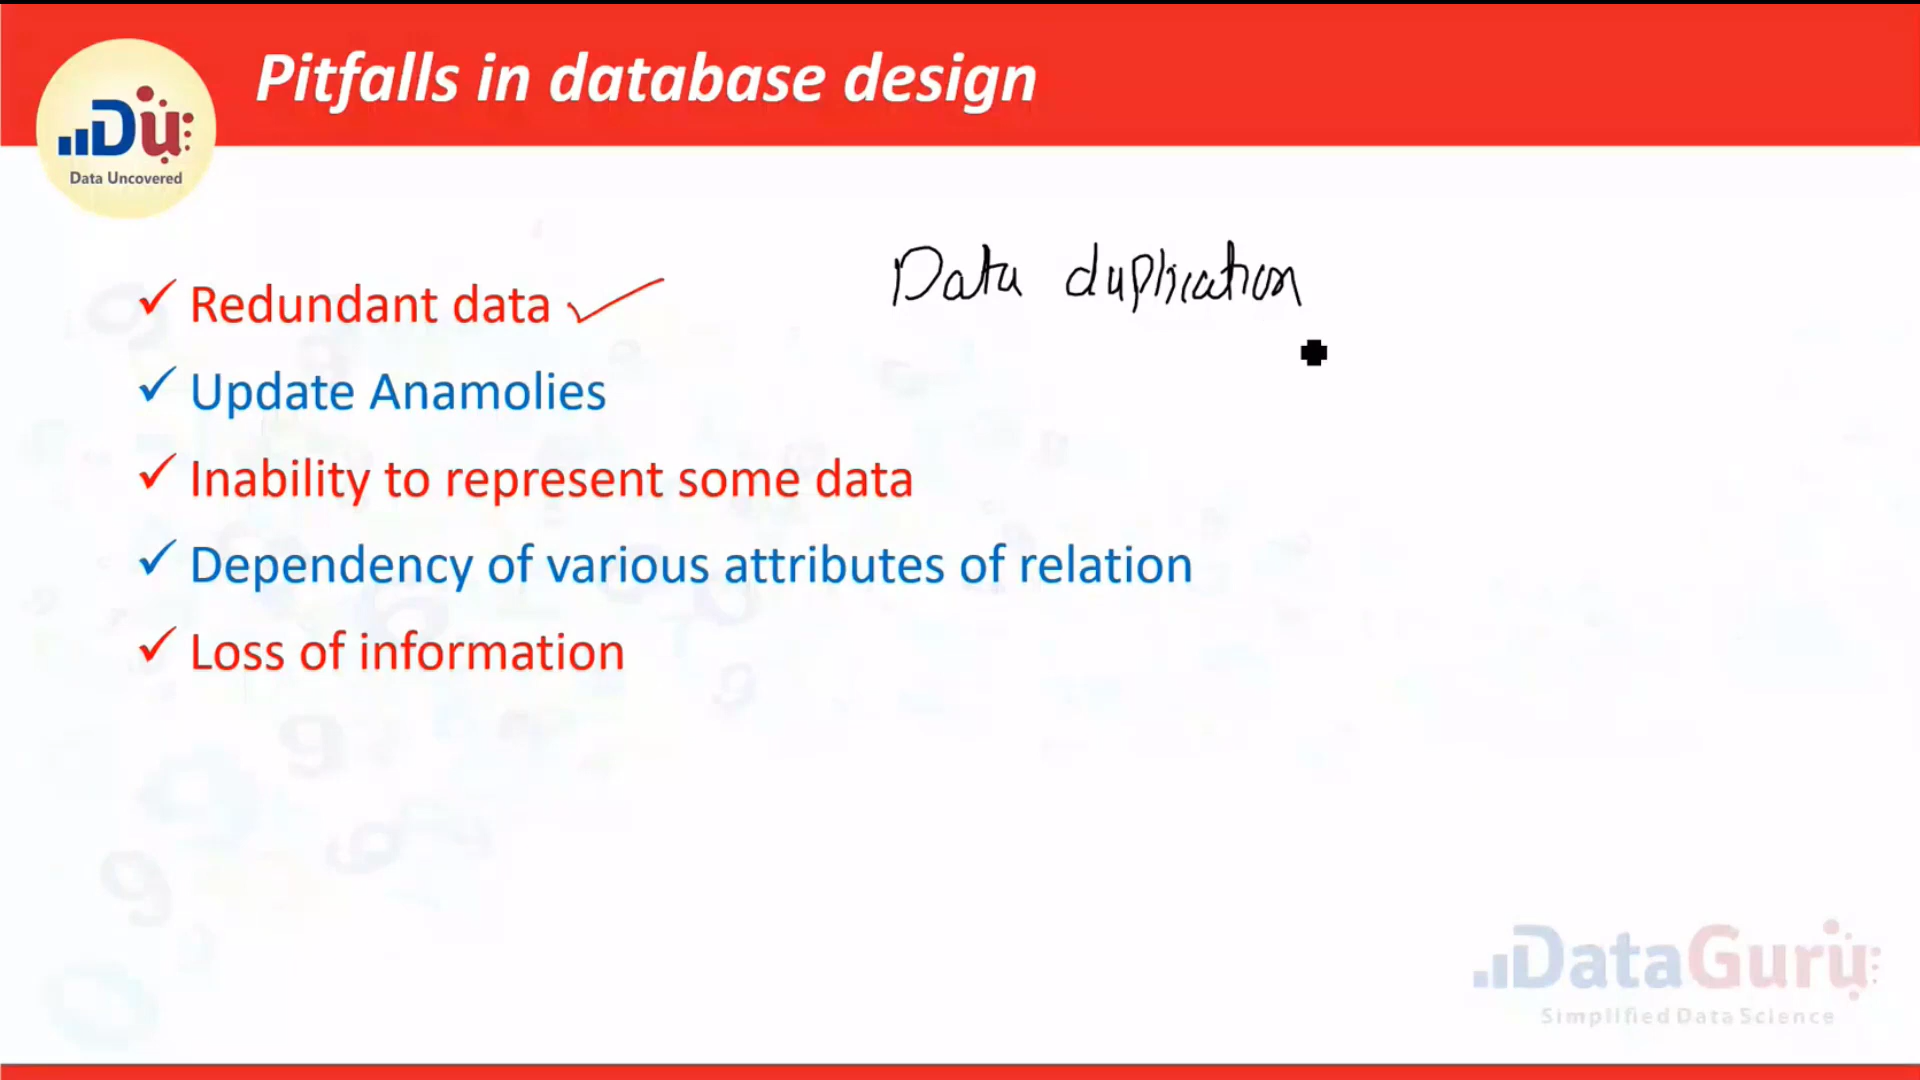 Pitfalls in database design
Du
Data Uncovered
Data duplication
✓ Redundant data
✓ Update Anamolies
✓ Inability to represent some data
✓ Dependency of various attributes of relation
✓ Loss of information
DataGuru
Simplified Data Science